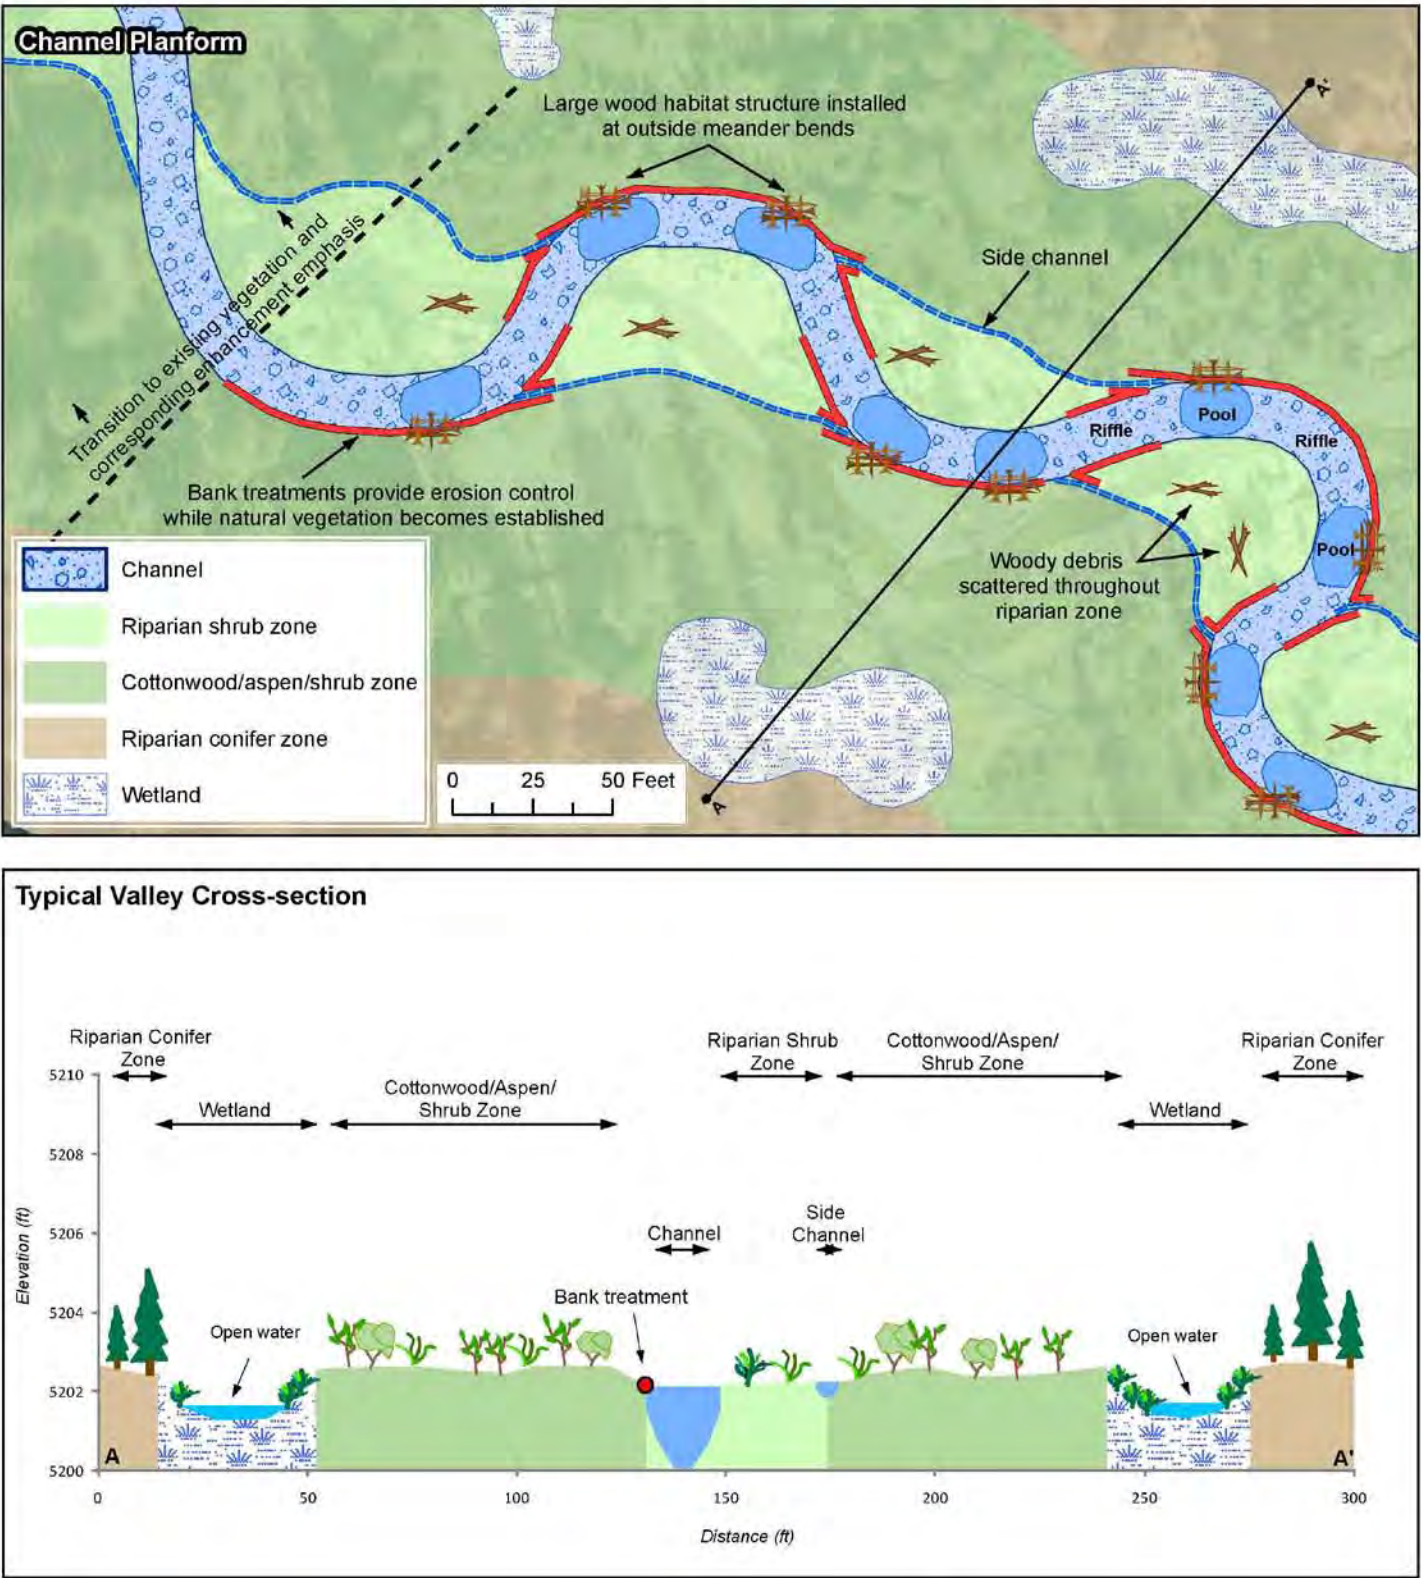 Channel Planform
A'
Large wood habitat structure installed
at outside meander bends
Side channel
Transition to existing vegetation and
corresponding enhancement emphasis
Pool
Riffle
Riffle
Bank treatments provide erosion control
while natural vegetation becomes established
Pool
Woody debris
scattered throughout
riparian zone
Channel
Riparian shrub zone
Cottonwood/aspen/shrub zone
Riparian conifer zone
Wetland
0 25 50 Feet
A
Typical Valley Cross-section
Riparian Conifer
Zone
Wetland
Cottonwood/Aspen/
Shrub Zone
Riparian Shrub
Zone
Cottonwood/Aspen/
Shrub Zone
Wetland
Riparian Conifer
Zone
Channel
Side
Channel
Bank treatment
Open water
Open water
Elevation (ft)
5210
5208
5206
5204
5202
5200
A
A'
0 50 100 150 200 250 300
Distance (ft)